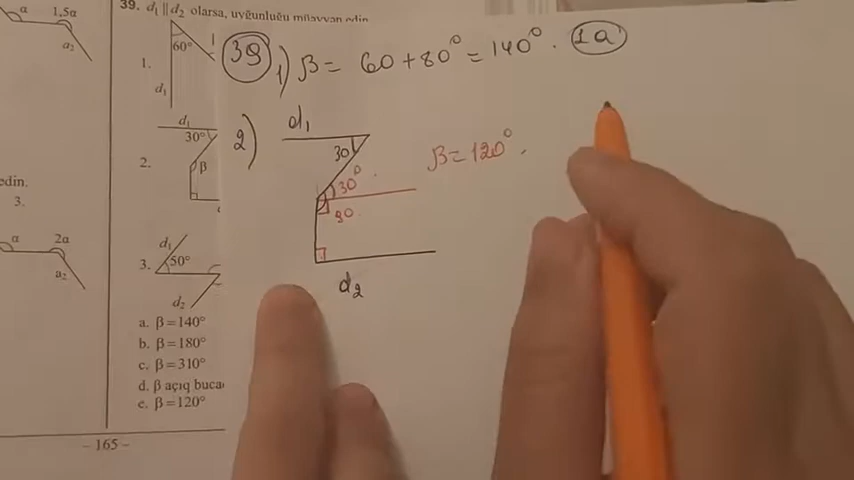 α 1,5α
a₂
edin.
3.
α 2α
a₂
39. d₁ || d₂ olarsa, uyğunluğu müəyyən edin
60°
1.
d₁
d₁
30°
2. β
3. d₁
50°
d₂
a. β=140°
b. β=180°
c. β=310°
d. β açıq buca
e. β=120°
– 165 –
39 1) β = 60+80° = 140°. 1a
2) d₁
30
30°
90
d₂
β=120°.